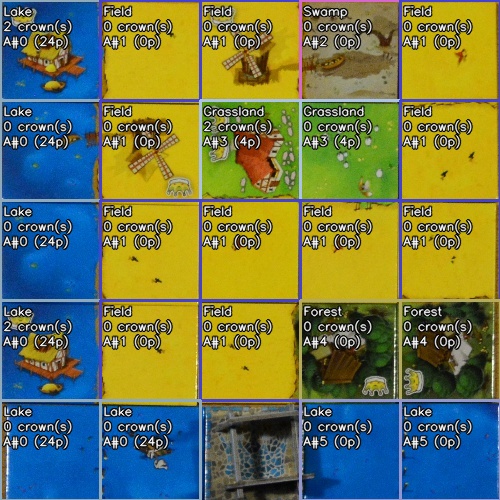 Lake
2 crown(s)
A#0 (24p)
Field
0 crown(s)
A#1 (0p)
Field
0 crown(s)
A#1 (0p)
Swamp
0 crown(s)
A#2 (0p)
Field
0 crown(s)
A#1 (0p)
Lake
0 crown(s)
A#0 (24p)
Field
0 crown(s)
A#1 (0p)
Grassland
2 crown(s)
A#3 (4p)
Grassland
0 crown(s)
A#3 (4p)
Field
0 crown(s)
A#1 (0p)
Lake
0 crown(s)
A#0 (24p)
Field
0 crown(s)
A#1 (0p)
Field
0 crown(s)
A#1 (0p)
Field
0 crown(s)
A#1 (0p)
Field
0 crown(s)
A#1 (0p)
Lake
2 crown(s)
A#0 (24p)
Field
0 crown(s)
A#1 (0p)
Field
0 crown(s)
A#1 (0p)
Forest
0 crown(s)
A#4 (0p)
Forest
0 crown(s)
A#4 (0p)
Lake
0 crown(s)
A#0 (24p)
Lake
0 crown(s)
A#0 (24p)
Lake
0 crown(s)
A#5 (0p)
Lake
0 crown(s)
A#5 (0p)